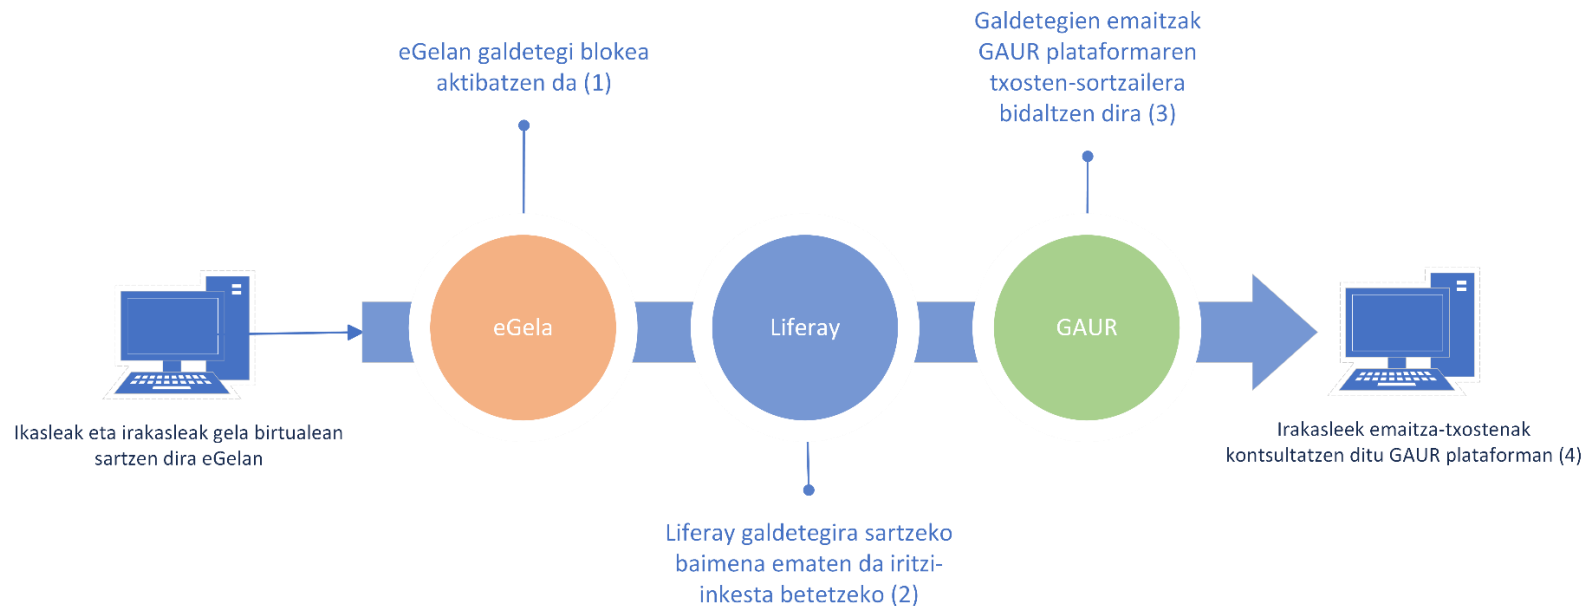 Ikasleak eta irakasleak gela birtualean
sartzen dira eGelan
eGelan galdetegi blokea
aktibatzen da (1)
eGela
Liferay
Liferay galdetegira sartzeko
baimena ematen da iritzi-
inkesta betetzeko (2)
Galdetegien emaitzak
GAUR plataformaren
txosten-sortzailera
bidaltzen dira (3)
GAUR
Irakasleek emaitza-txostenak
kontsultatzen ditu GAUR plataforman (4)